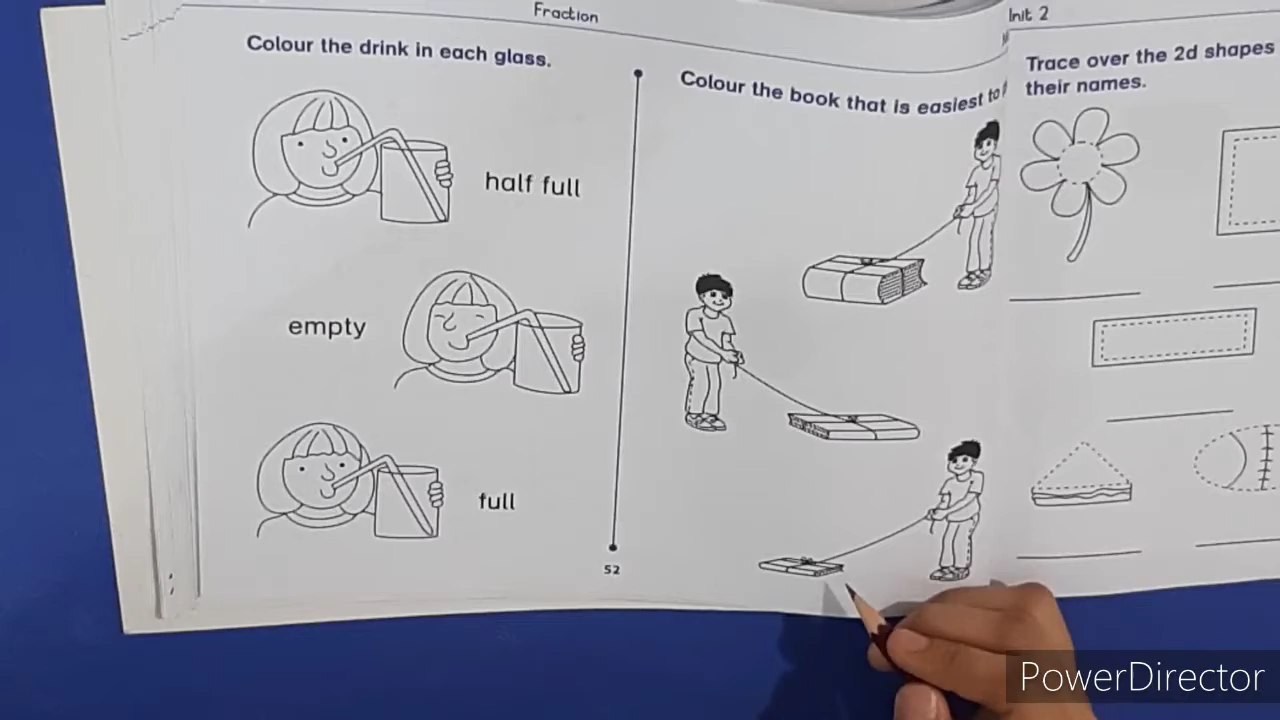 Fraction
Colour the drink in each glass.
half full
empty
full
52
Colour the book that is easiest to
Init 2
Trace over the 2d shapes
their names.
PowerDirector